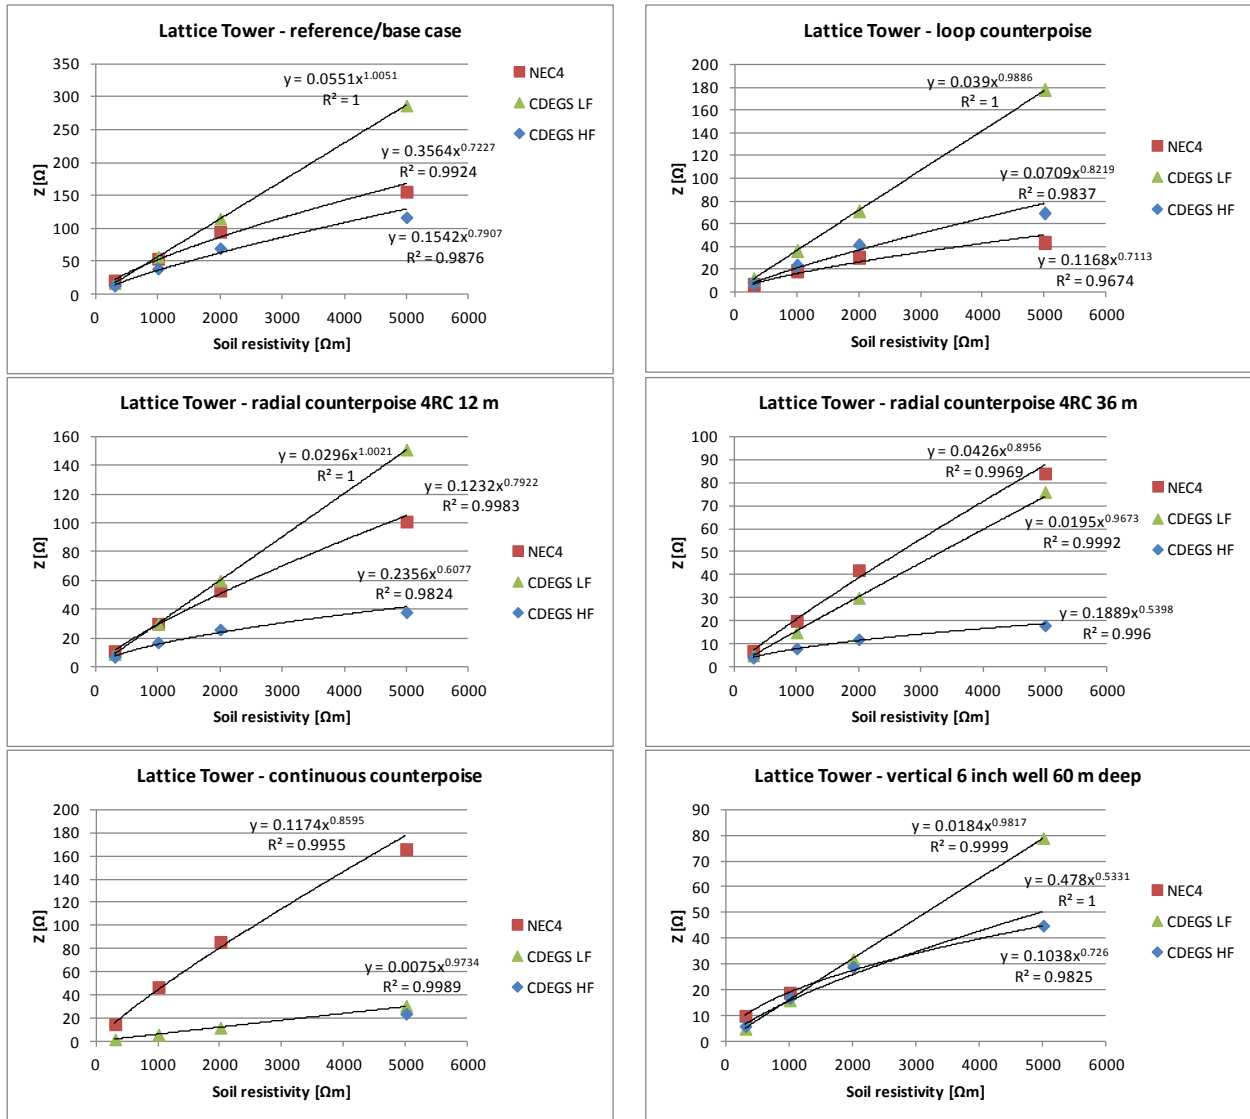 Lattice Tower - reference/base case
350
300
250
200
150
100
50
0
Z [Ω]
y = 0.0551x^1.0051
R² = 1
y = 0.3564x^0.7227
R² = 0.9924
y = 0.1542x^0.7907
R² = 0.9876
NEC4
CDEGS LF
CDEGS HF
0 1000 2000 3000 4000 5000 6000
Soil resistivity [Ωm]
Lattice Tower - loop counterpoise
200
180
160
140
120
100
80
60
40
20
0
Z [Ω]
y = 0.039x^0.9886
R² = 1
y = 0.0709x^0.8219
R² = 0.9837
y = 0.1168x^0.7113
R² = 0.9674
NEC4
CDEGS LF
CDEGS HF
0 1000 2000 3000 4000 5000 6000
Soil resistivity [Ωm]
Lattice Tower - radial counterpoise 4RC 12 m
160
140
120
100
80
60
40
20
0
Z [Ω]
y = 0.0296x^1.0021
R² = 1
y = 0.1232x^0.7922
R² = 0.9983
y = 0.2356x^0.6077
R² = 0.9824
NEC4
CDEGS LF
CDEGS HF
0 1000 2000 3000 4000 5000 6000
Soil resistivity [Ωm]
Lattice Tower - radial counterpoise 4RC 36 m
100
90
80
70
60
50
40
30
20
10
0
Z [Ω]
y = 0.0426x^0.8956
R² = 0.9969
y = 0.0195x^0.9673
R² = 0.9992
y = 0.1889x^0.5398
R² = 0.996
NEC4
CDEGS LF
CDEGS HF
0 1000 2000 3000 4000 5000 6000
Soil resistivity [Ωm]
Lattice Tower - continuous counterpoise
200
180
160
140
120
100
80
60
40
20
0
Z [Ω]
y = 0.1174x^0.8595
R² = 0.9955
y = 0.0075x^0.9734
R² = 0.9989
NEC4
CDEGS LF
CDEGS HF
0 1000 2000 3000 4000 5000 6000
Soil resistivity [Ωm]
Lattice Tower - vertical 6 inch well 60 m deep
90
80
70
60
50
40
30
20
10
0
Z [Ω]
y = 0.0184x^0.9817
R² = 0.9999
y = 0.478x^0.5331
R² = 1
y = 0.1038x^0.726
R² = 0.9825
NEC4
CDEGS LF
CDEGS HF
0 1000 2000 3000 4000 5000 6000
Soil resistivity [Ωm]